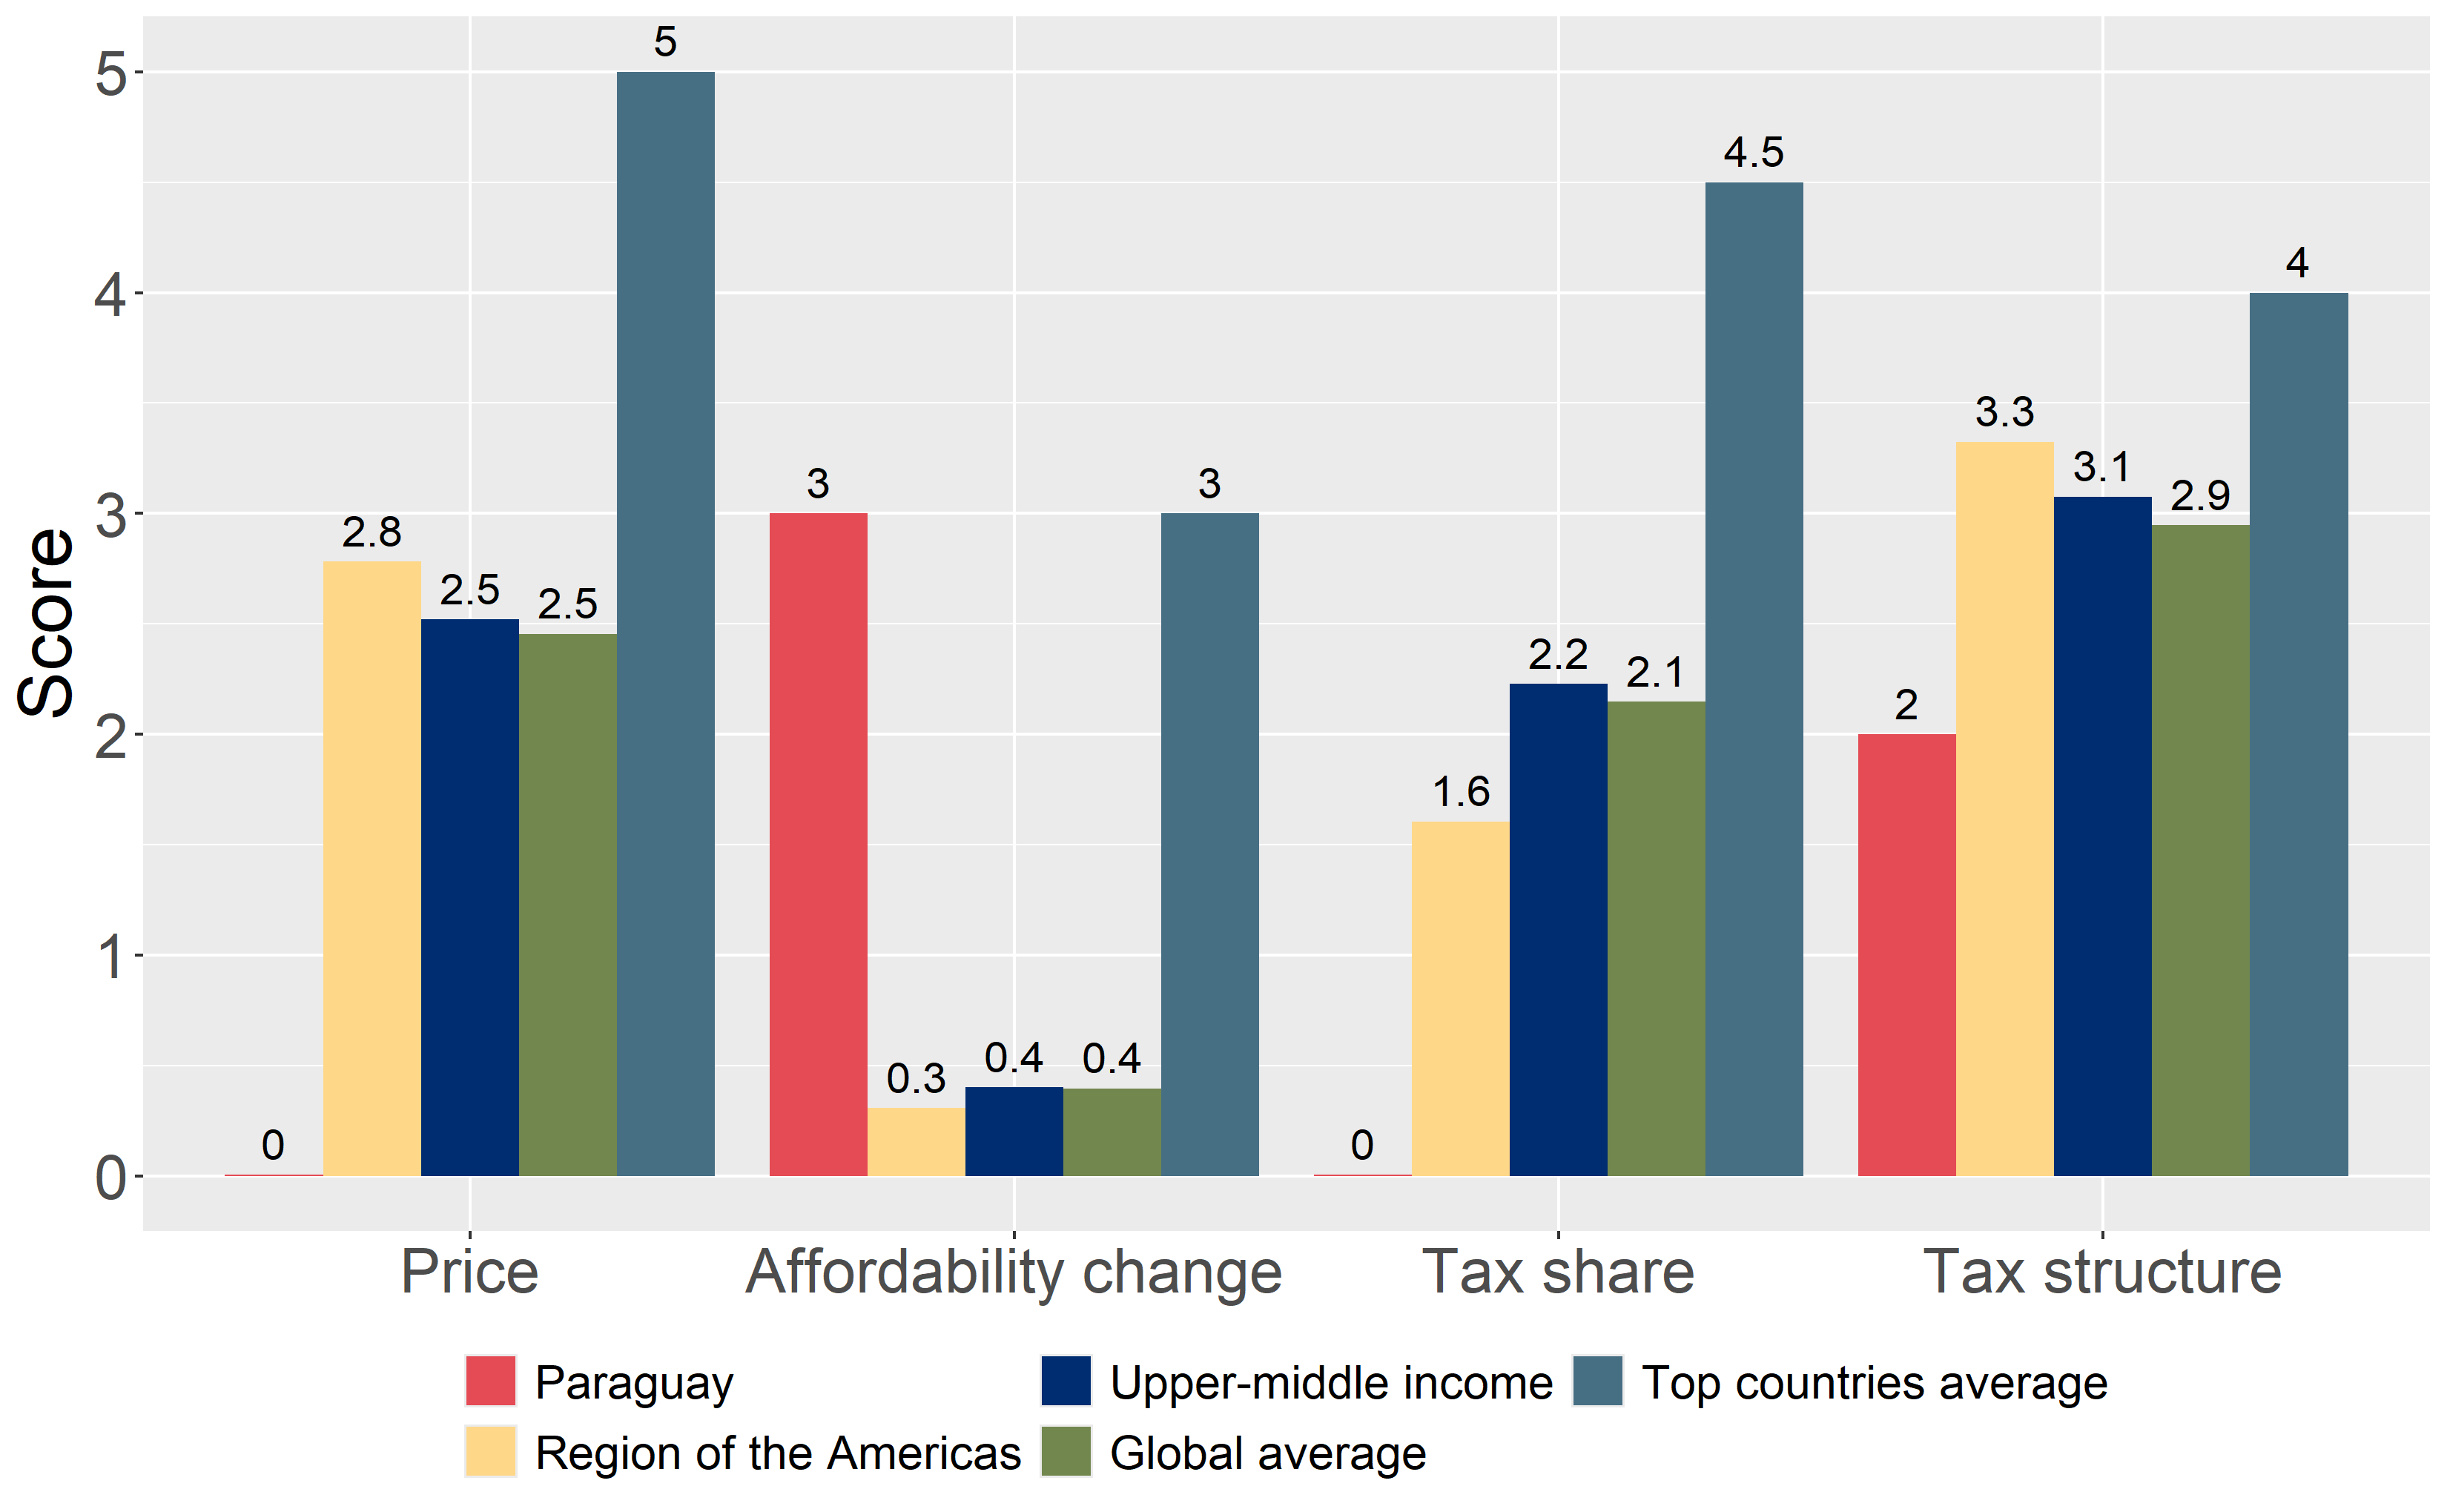 Score
5
4
3
2
1
0
0
2.8
2.5
2.5
5
3
0.3
0.4
0.4
3
0
1.6
2.2
2.1
4.5
2
3.3
3.1
2.9
4
Price
Affordability change
Tax share
Tax structure
Paraguay
Upper-middle income
Top countries average
Region of the Americas
Global average